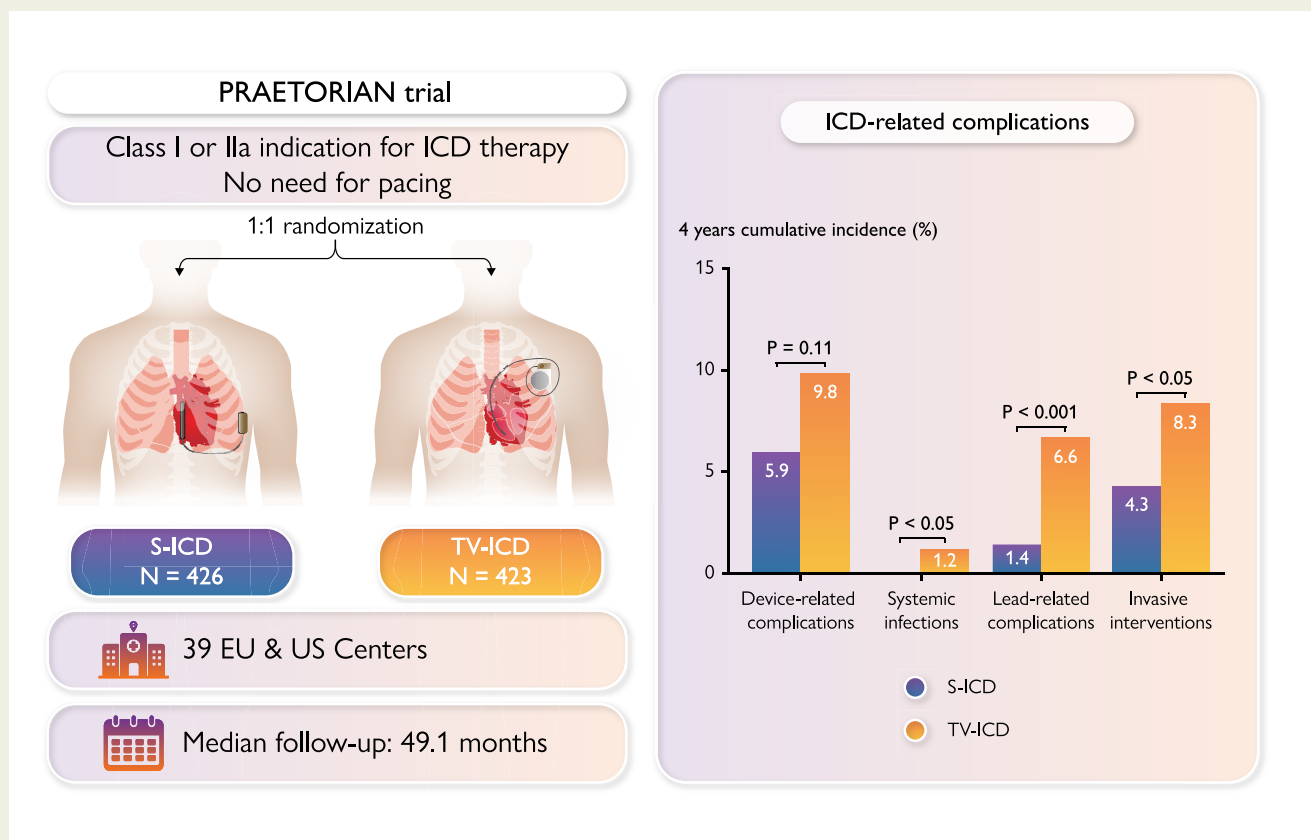 PRAETORIAN trial
Class I or IIa indication for ICD therapy
No need for pacing
1:1 randomization
S-ICD
N = 426
TV-ICD
N = 423
39 EU & US Centers
Median follow-up: 49.1 months
ICD-related complications
4 years cumulative incidence (%)
15
10
5
0
P = 0.11
5.9
9.8
P < 0.05
1.2
P < 0.001
1.4
6.6
P < 0.05
4.3
8.3
Device-related
complications
Systemic
infections
Lead-related
complications
Invasive
interventions
S-ICD
TV-ICD